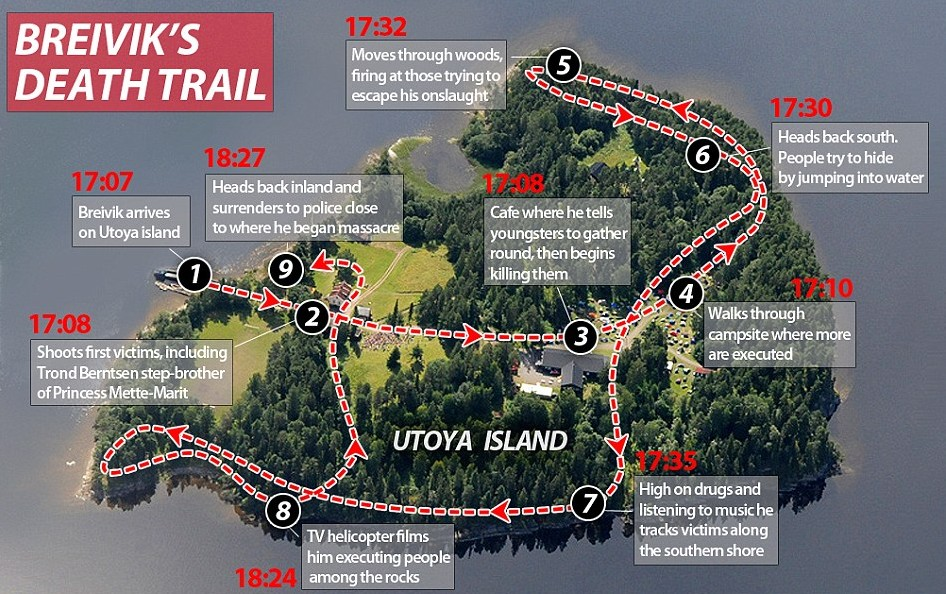 BREIVIK'S
DEATH TRAIL
17:32
Moves through woods,
firing at those trying to
escape his onslaught
5
17:30
Heads back south.
People try to hide
by jumping into water
6
18:27
Heads back inland and
surrenders to police close
to where he began massacre
9
17:07
Breivik arrives
on Utoya island
1
17:08
Cafe where he tells
youngsters to gather
round, then begins
killing them
3
4
17:10
Walks through
campsite where more
are executed
2
17:08
Shoots first victims, including
Trond Berntsen step-brother
of Princess Mette-Marit
UTOYA ISLAND
17:35
High on drugs and
listening to music he
tracks victims along
the southern shore
7
8
TV helicopter films
him executing people
among the rocks
18:24